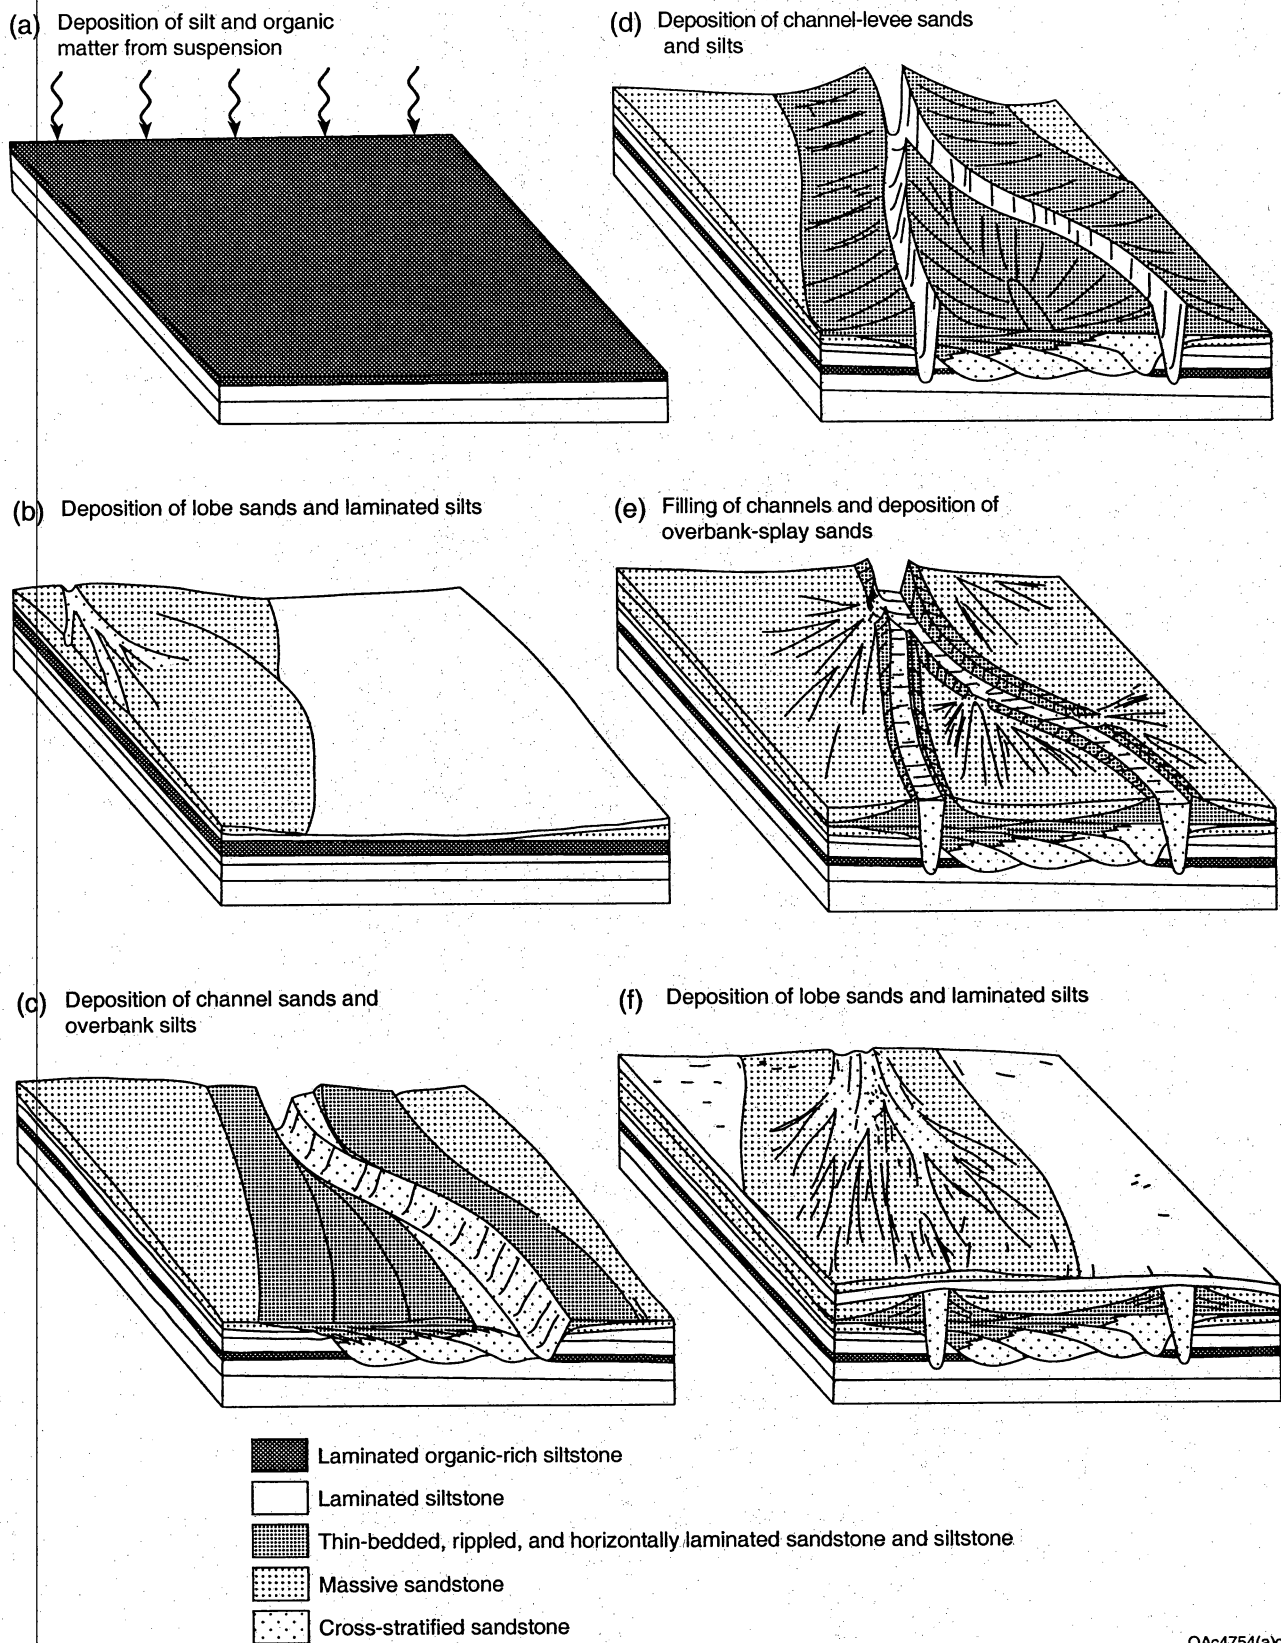 (a) Deposition of silt and organic
matter from suspension
(b) Deposition of lobe sands and laminated silts
(c) Deposition of channel sands and
overbank silts
(d) Deposition of channel-levee sands
and silts
(e) Filling of channels and deposition of
overbank-splay sands
(f) Deposition of lobe sands and laminated silts
Laminated organic-rich siltstone
Laminated siltstone
Thin-bedded, rippled, and horizontally laminated sandstone and siltstone
Massive sandstone
Cross-stratified sandstone